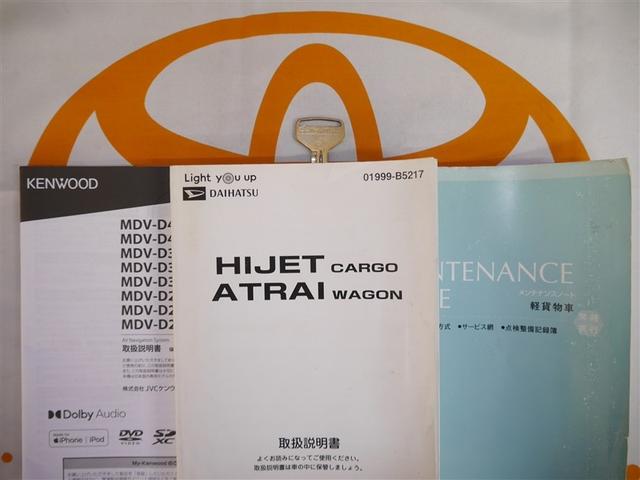 KENWOOD
MDV-D4
MDV-D4
MDV-D3
MDV-D3
MDV-D3
MDV-D2
MDV-D2
MDV-D2
AV Navigation System
取扱説明書
株式会社JVCケンウ
Dolby Audio
iPhone | iPod
DVD
VIDEO
SD
XC
My-Kenwood
Light you up
DAIHATSU
01999-B5217
HIJET CARGO
ATRAI WAGON
取扱説明書
よくお読みになってご使用ください。
取扱説明書は車の中に保管しましょう。
NTENANCE
E
メンテナンスノート
軽貨物車
方式 ●サービス網 ●点検整備記録簿